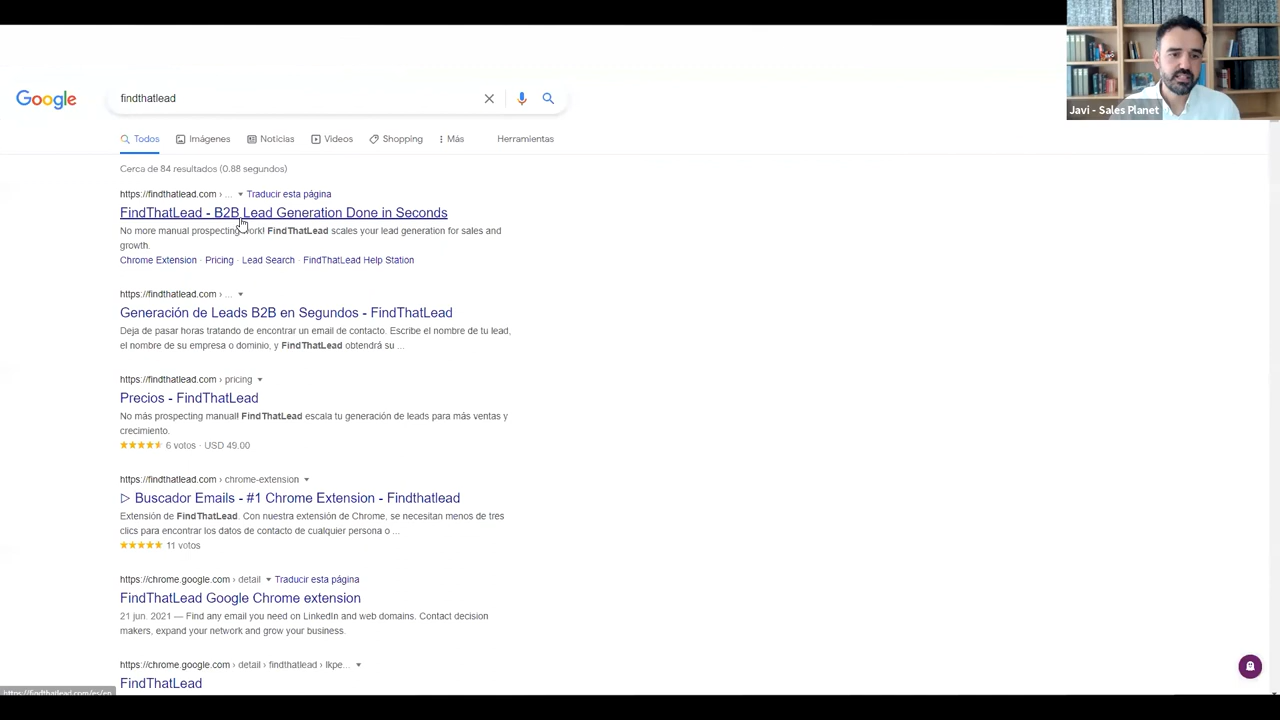 Javi - Sales Planet
Google
findthatlead
Todos
Imágenes
Noticias
Videos
Shopping
Más
Herramientas
Cerca de 84 resultados (0.88 segundos)
https://findthatlead.com › ... Traducir esta página
FindThatLead - B2B Lead Generation Done in Seconds
No more manual prospecting work! FindThatLead scales your lead generation for sales and
growth.
Chrome Extension · Pricing · Lead Search · FindThatLead Help Station
https://findthatlead.com › ...
Generación de Leads B2B en Segundos - FindThatLead
Deja de pasar horas tratando de encontrar un email de contacto. Escribe el nombre de tu lead,
el nombre de su empresa o dominio, y FindThatLead obtendrá su ...
https://findthatlead.com › pricing
Precios - FindThatLead
No más prospecting manual! FindThatLead escala tu generación de leads para más ventas y
crecimiento.
6 votos · USD 49.00
https://findthatlead.com › chrome-extension
▷ Buscador Emails - #1 Chrome Extension - Findthatlead
Extensión de FindThatLead. Con nuestra extensión de Chrome, se necesitan menos de tres
clics para encontrar los datos de contacto de cualquier persona o ...
11 votos
https://chrome.google.com › detail Traducir esta página
FindThatLead Google Chrome extension
21 jun. 2021 — Find any email you need on LinkedIn and web domains. Contact decision
makers, expand your network and grow your business.
https://chrome.google.com › detail › findthatlead › lkpe...
FindThatLead
https://findthatlead.com/es/en